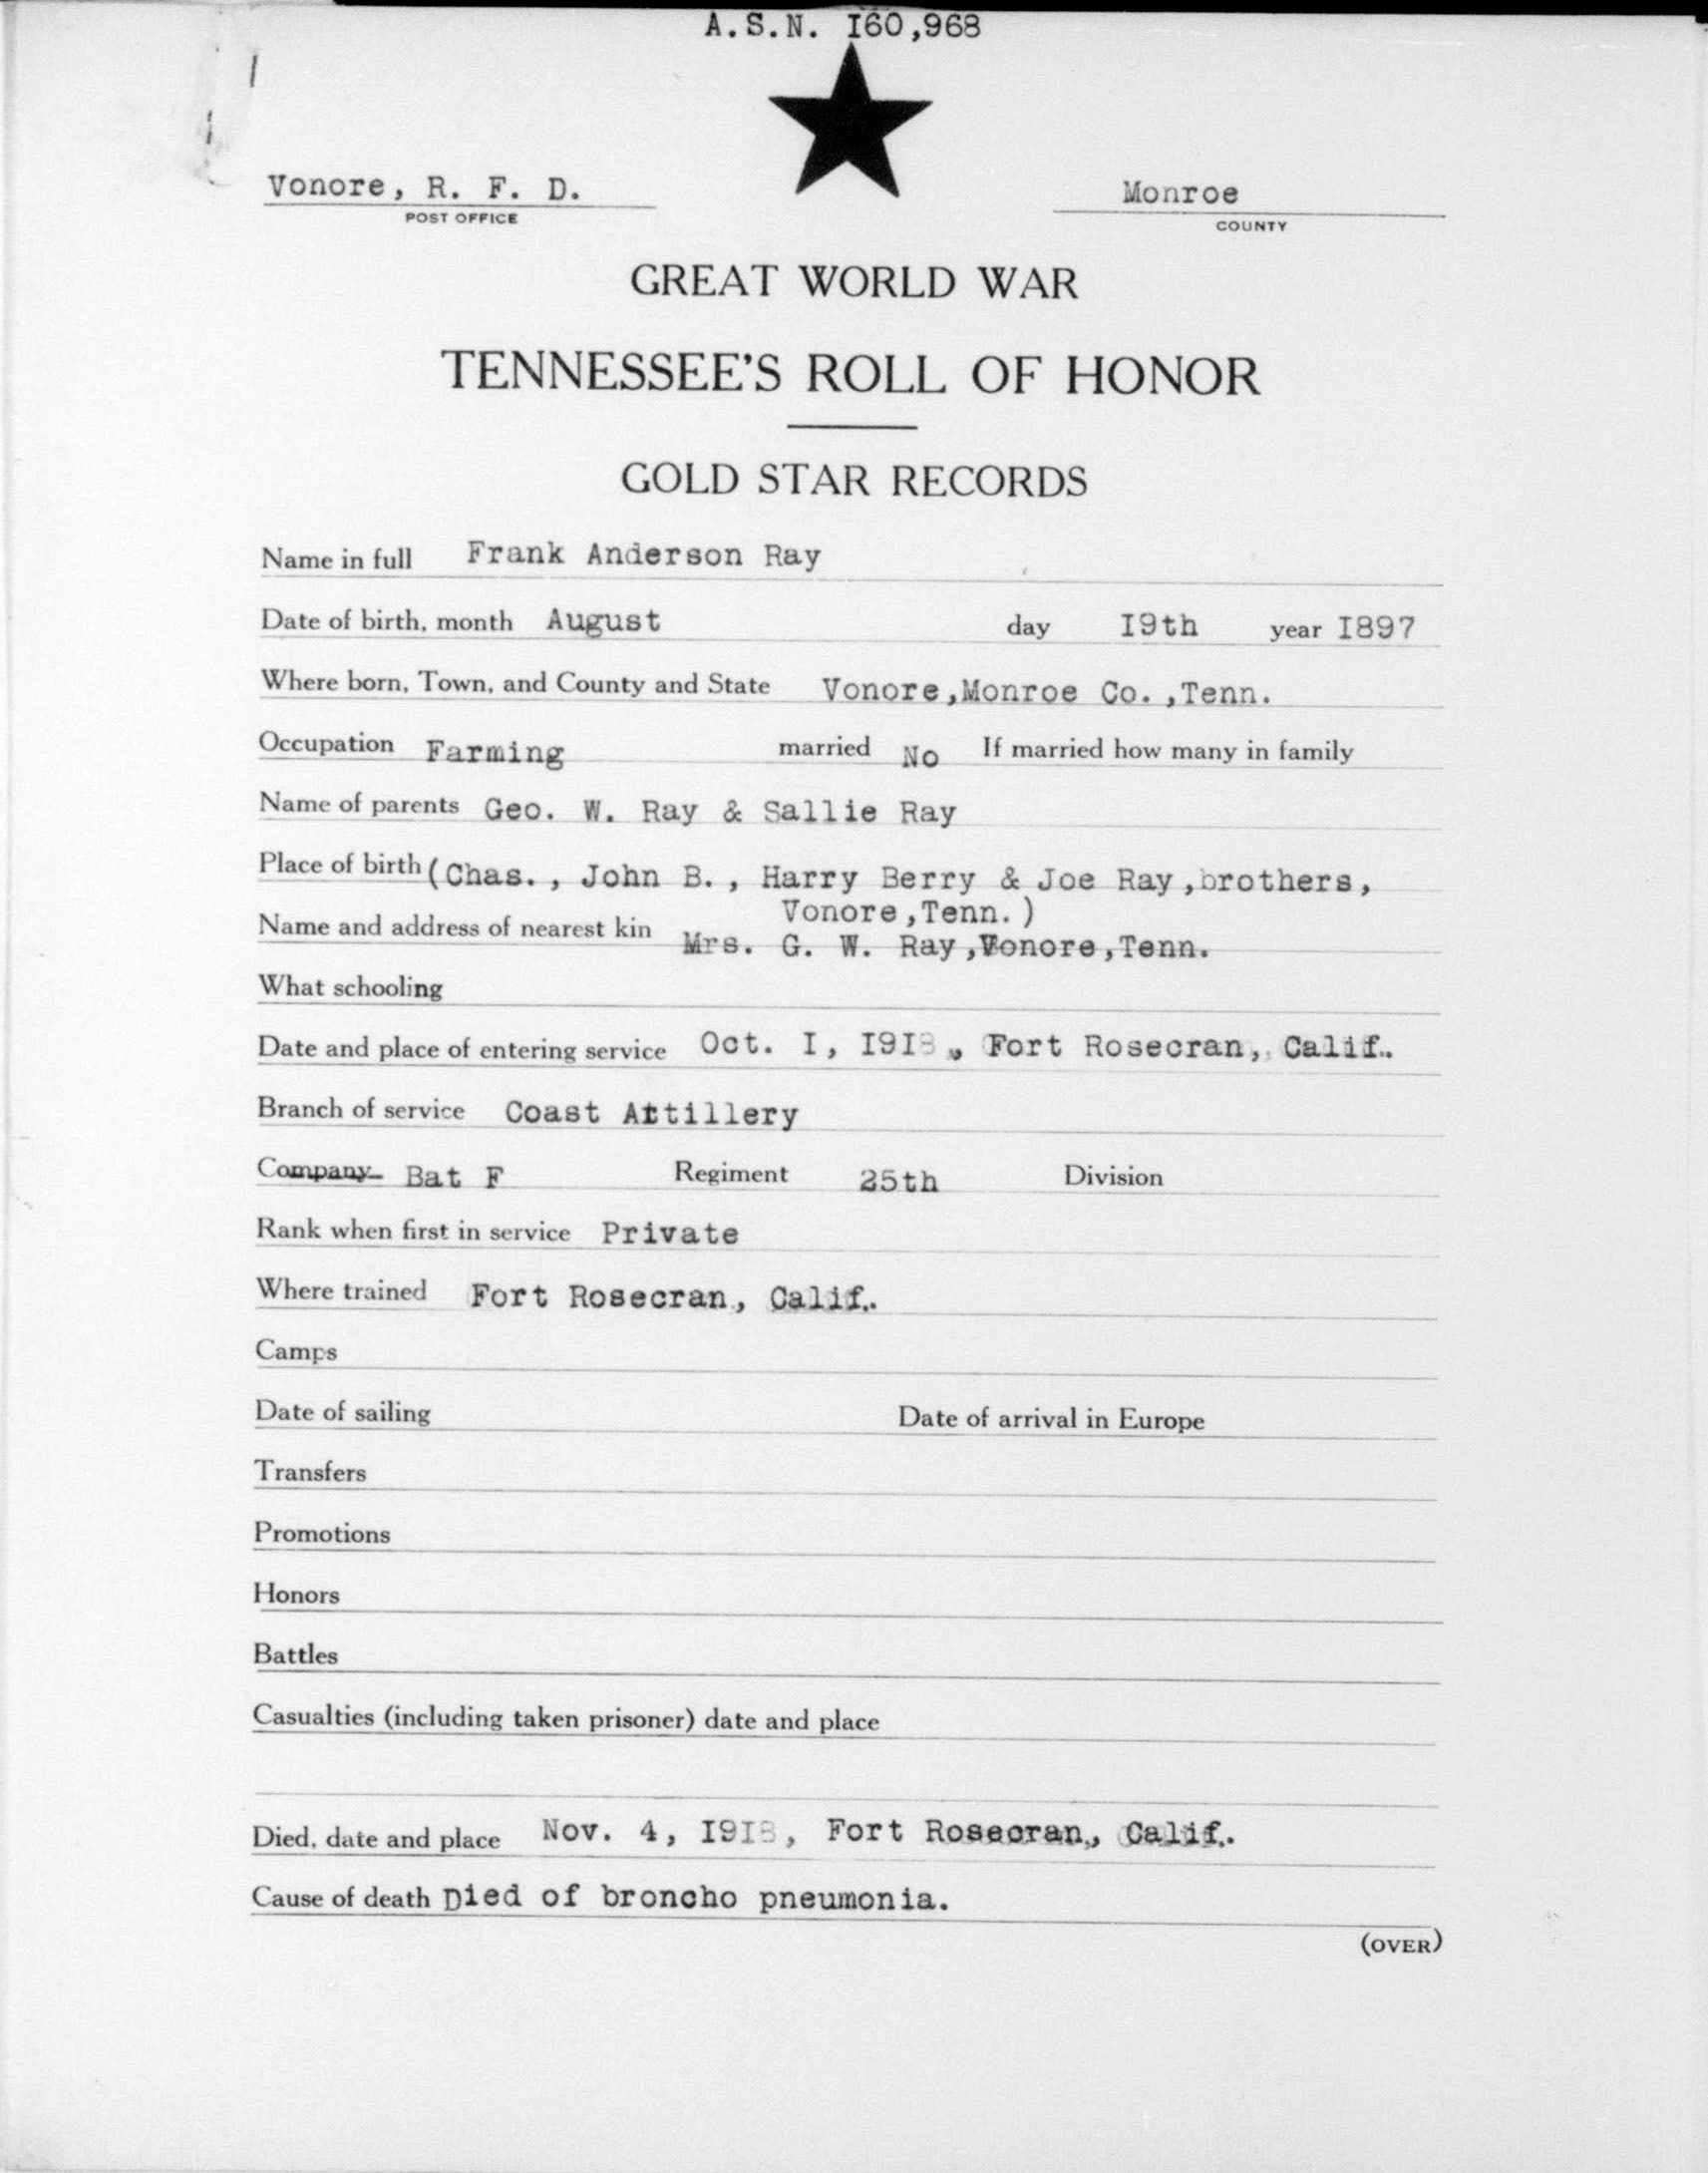 A.S.N. I60,968
Vonore, R. F. D.
POST OFFICE
Monroe
COUNTY
GREAT WORLD WAR
TENNESSEE'S ROLL OF HONOR
GOLD STAR RECORDS
Name in full Frank Anderson Ray
Date of birth, month August day I9th year I897
Where born, Town, and County and State Vonore,Monroe Co.,Tenn.
Occupation Farming married No If married how many in family
Name of parents Geo. W. Ray & Sallie Ray
Place of birth (Chas., John B., Harry Berry & Joe Ray,brothers,
Vonore,Tenn.)
Name and address of nearest kin Mrs. G. W. Ray,Vonore,Tenn.
What schooling
Date and place of entering service Oct. I, I918, Fort Rosecran, Calif.
Branch of service Coast Artillery
Company Bat F Regiment 25th Division
Rank when first in service Private
Where trained Fort Rosecran, Calif.
Camps
Date of sailing Date of arrival in Europe
Transfers
Promotions
Honors
Battles
Casualties (including taken prisoner) date and place
Died, date and place Nov. 4, I9I8, Fort Rosecran, Calif.
Cause of death Died of broncho pneumonia.
(OVER)